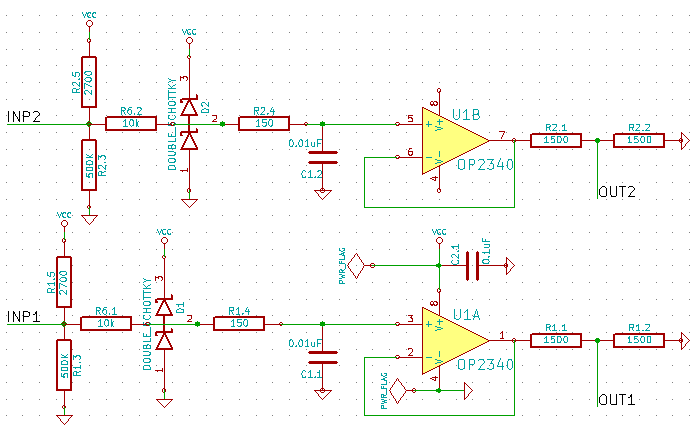 VCC
VCC
R2.5
2700
INP2
R6.2
10k
3
D2
DOUBLE_SCHOTTKY
2
1
R2.4
150
500K
R2.3
0.01uF
C1.2
5
6
8
V+
V-
4
U1B
OP2340
7
R2.1
1500
R2.2
1500
OUT2
VCC
VCC
VCC
R1.5
2700
INP1
R6.1
10k
3
D1
DOUBLE_SCHOTTKY
2
1
R1.4
150
500K
R1.3
0.01uF
C1.1
PWR_FLAG
C2.1
0.1uF
3
2
8
V+
V-
4
U1A
OP2340
1
PWR_FLAG
R1.1
1500
R1.2
1500
OUT1